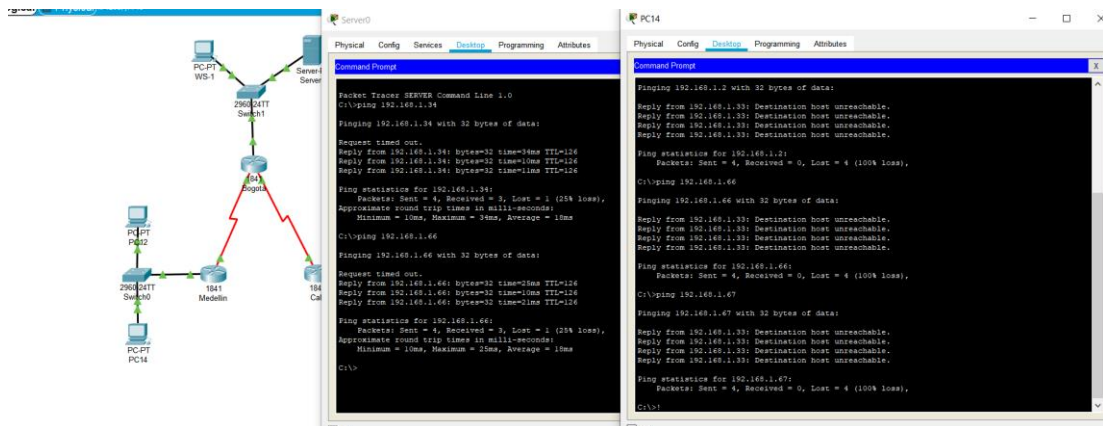 Physical
PC-PT
WS-1
Server-
Server
2960-24TT
Switch1
184
Bogota
PC-PT
PC12
2960-24TT
Switch0
1841
Medellin
184
Cal
PC-PT
PC14
Server0
Physical Config Services Desktop Programming Attributes
Command Prompt
Packet Tracer SERVER Command Line 1.0
C:\>ping 192.168.1.34
Pinging 192.168.1.34 with 32 bytes of data:
Request timed out.
Reply from 192.168.1.34: bytes=32 time=34ms TTL=126
Reply from 192.168.1.34: bytes=32 time=10ms TTL=126
Reply from 192.168.1.34: bytes=32 time=11ms TTL=126
Ping statistics for 192.168.1.34:
Packets: Sent = 4, Received = 3, Lost = 1 (25% loss),
Approximate round trip times in milli-seconds:
Minimum = 10ms, Maximum = 34ms, Average = 18ms
C:\>ping 192.168.1.66
Pinging 192.168.1.66 with 32 bytes of data:
Request timed out.
Reply from 192.168.1.66: bytes=32 time=25ms TTL=126
Reply from 192.168.1.66: bytes=32 time=10ms TTL=126
Reply from 192.168.1.66: bytes=32 time=21ms TTL=126
Ping statistics for 192.168.1.66:
Packets: Sent = 4, Received = 3, Lost = 1 (25% loss),
Approximate round trip times in milli-seconds:
Minimum = 10ms, Maximum = 25ms, Average = 18ms
C:\>
PC14
Physical Config Desktop Programming Attributes
Command Prompt
X
Pinging 192.168.1.2 with 32 bytes of data:
Reply from 192.168.1.33: Destination host unreachable.
Reply from 192.168.1.33: Destination host unreachable.
Reply from 192.168.1.33: Destination host unreachable.
Reply from 192.168.1.33: Destination host unreachable.
Ping statistics for 192.168.1.2:
Packets: Sent = 4, Received = 0, Lost = 4 (100% loss),
C:\>ping 192.168.1.66
Pinging 192.168.1.66 with 32 bytes of data:
Reply from 192.168.1.33: Destination host unreachable.
Reply from 192.168.1.33: Destination host unreachable.
Reply from 192.168.1.33: Destination host unreachable.
Reply from 192.168.1.33: Destination host unreachable.
Ping statistics for 192.168.1.66:
Packets: Sent = 4, Received = 0, Lost = 4 (100% loss),
C:\>ping 192.168.1.67
Pinging 192.168.1.67 with 32 bytes of data:
Reply from 192.168.1.33: Destination host unreachable.
Reply from 192.168.1.33: Destination host unreachable.
Reply from 192.168.1.33: Destination host unreachable.
Reply from 192.168.1.33: Destination host unreachable.
Ping statistics for 192.168.1.67:
Packets: Sent = 4, Received = 0, Lost = 4 (100% loss),
C:\>!